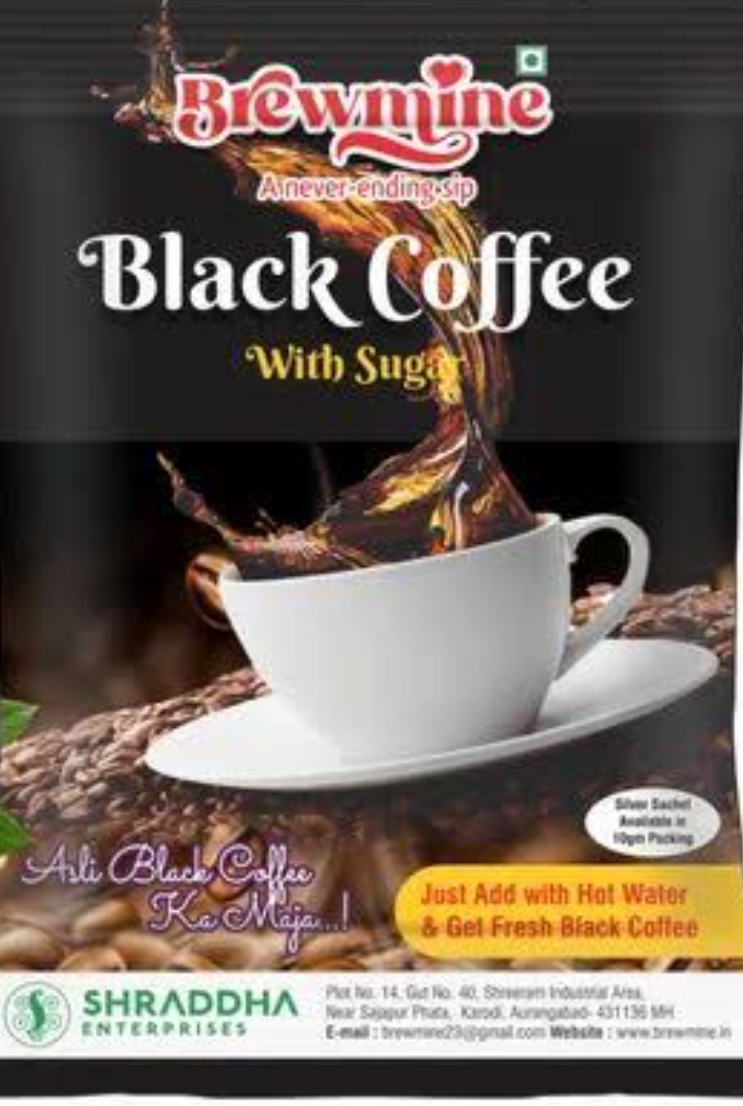 Brewmine
A never-ending sip
Black Coffee
With Sugar
Silver Sachet
Available in
10gm Packing
Asli Black Coffee
Ka Maja...!
Just Add with Hot Water
& Get Fresh Black Coffee
SHRADDHA
ENTERPRISES
Plot No. 14, Gut No. 40, Shreeram Industrial Area,
Near Sajapur Phata, Karodi, Aurangabad- 431136 MH
E-mail : brewmine23@gmail.com Website : www.brewmine.in